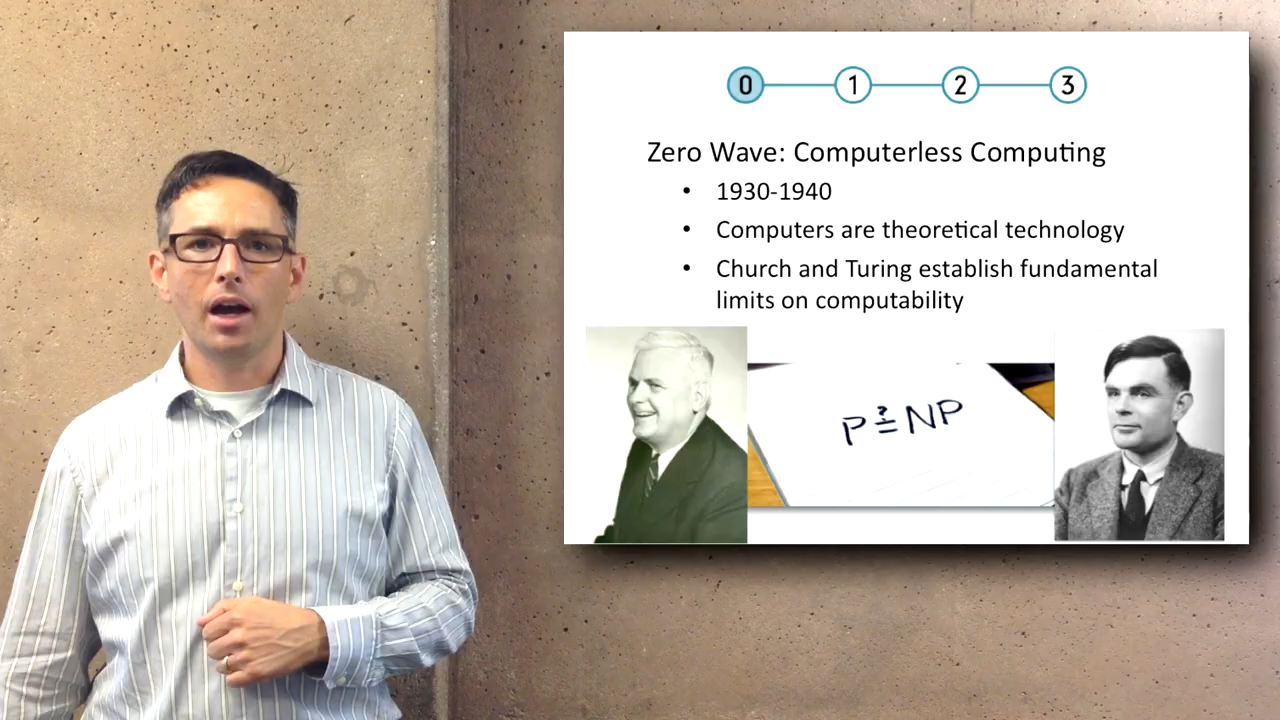 0 1 2 3
Zero Wave: Computerless Computing
• 1930-1940
• Computers are theoretical technology
• Church and Turing establish fundamental
limits on computability
P ≟ NP